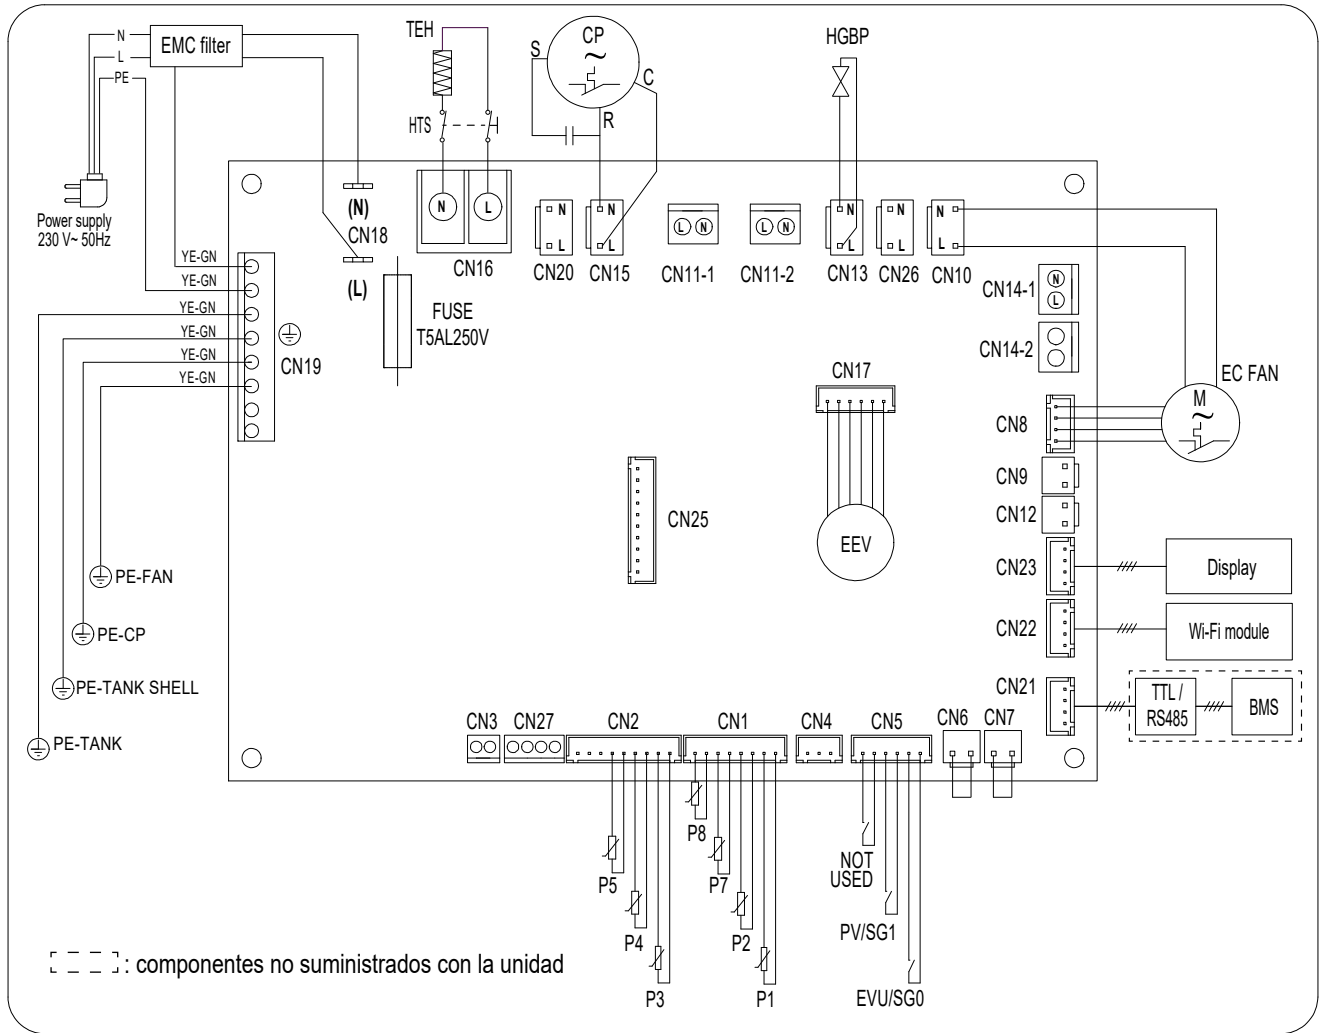 N
L
PE
EMC filter
Power supply
230 V~ 50Hz
TEH
HTS
S
CP
~
C
R
HGBP
(N)
CN18
(L)
N
L
CN16
N
L
CN20
N
L
CN15
L N
CN11-1
L N
CN11-2
N
L
CN13
N
L
CN26
N
L
CN10
YE-GN
YE-GN
YE-GN
YE-GN
YE-GN
YE-GN
CN19
FUSE
T5AL250V
N
L
CN14-1
CN14-2
EC FAN
M
~
CN17
EEV
CN8
CN9
CN12
CN25
CN23
Display
CN22
Wi-Fi module
CN21
TTL /
RS485
BMS
PE-FAN
PE-CP
PE-TANK SHELL
PE-TANK
CN3
CN27
CN2
CN1
CN4
CN5
CN6
CN7
P8
P5
P7
NOT
USED
P4
P2
PV/SG1
P3
P1
EVU/SG0
: componentes no suministrados con la unidad